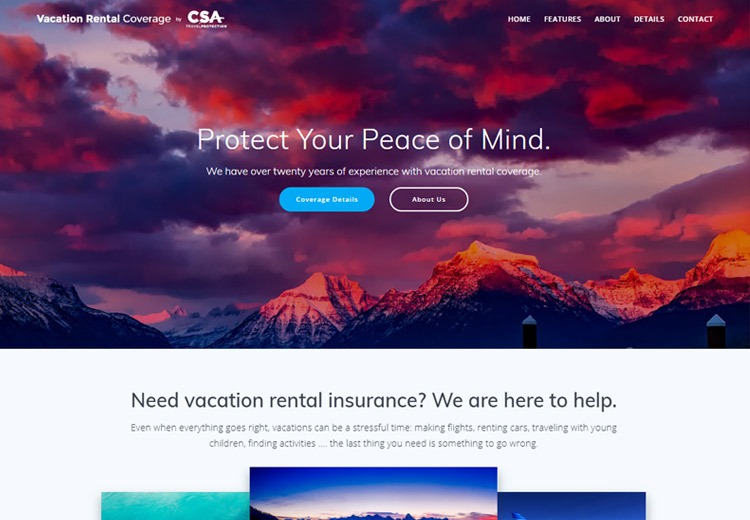 Vacation Rental Coverage by CSA
TRAVEL PROTECTION
HOME FEATURES ABOUT DETAILS CONTACT
Protect Your Peace of Mind.
We have over twenty years of experience with vacation rental coverage.
Coverage Details About Us
Need vacation rental insurance? We are here to help.
Even when everything goes right, vacations can be a stressful time: making flights, renting cars, traveling with young
children, finding activities .... the last thing you need is something to go wrong.